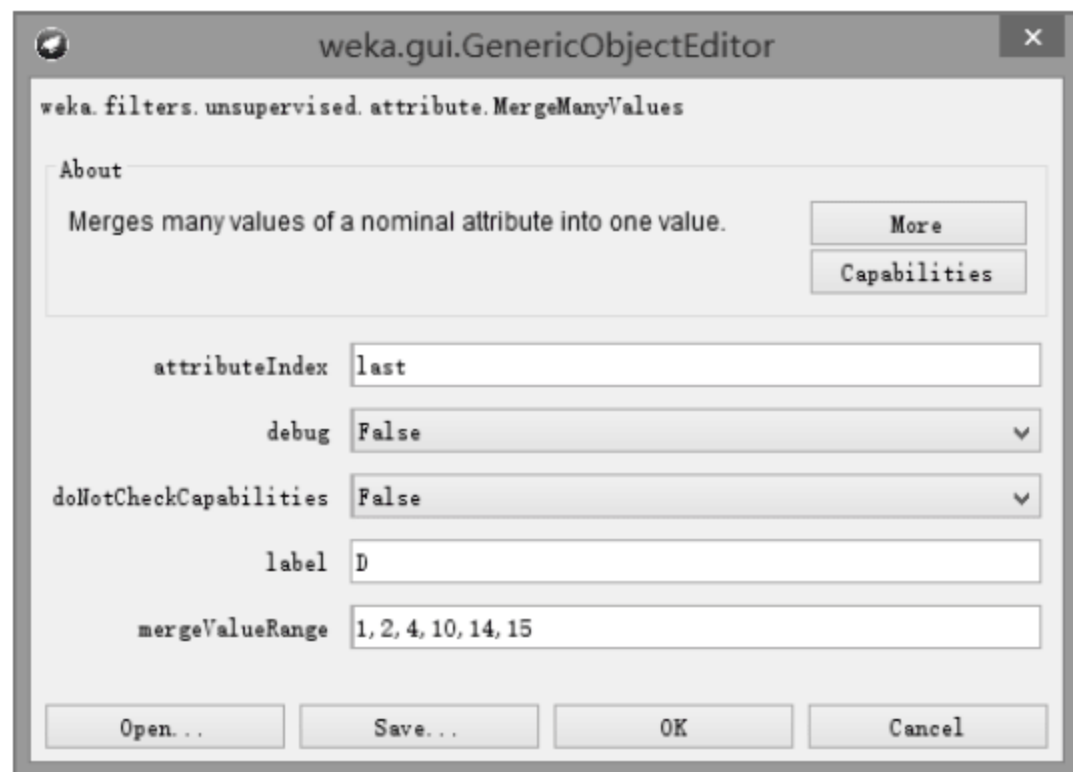 weka.gui.GenericObjectEditor
weka.filters.unsupervised.attribute.MergeManyValues
About
Merges many values of a nominal attribute into one value.
More
Capabilities
attributeIndex last
debug False
doNotCheckCapabilities False
label D
mergeValueRange 1,2,4,10,14,15
Open... Save... OK Cancel